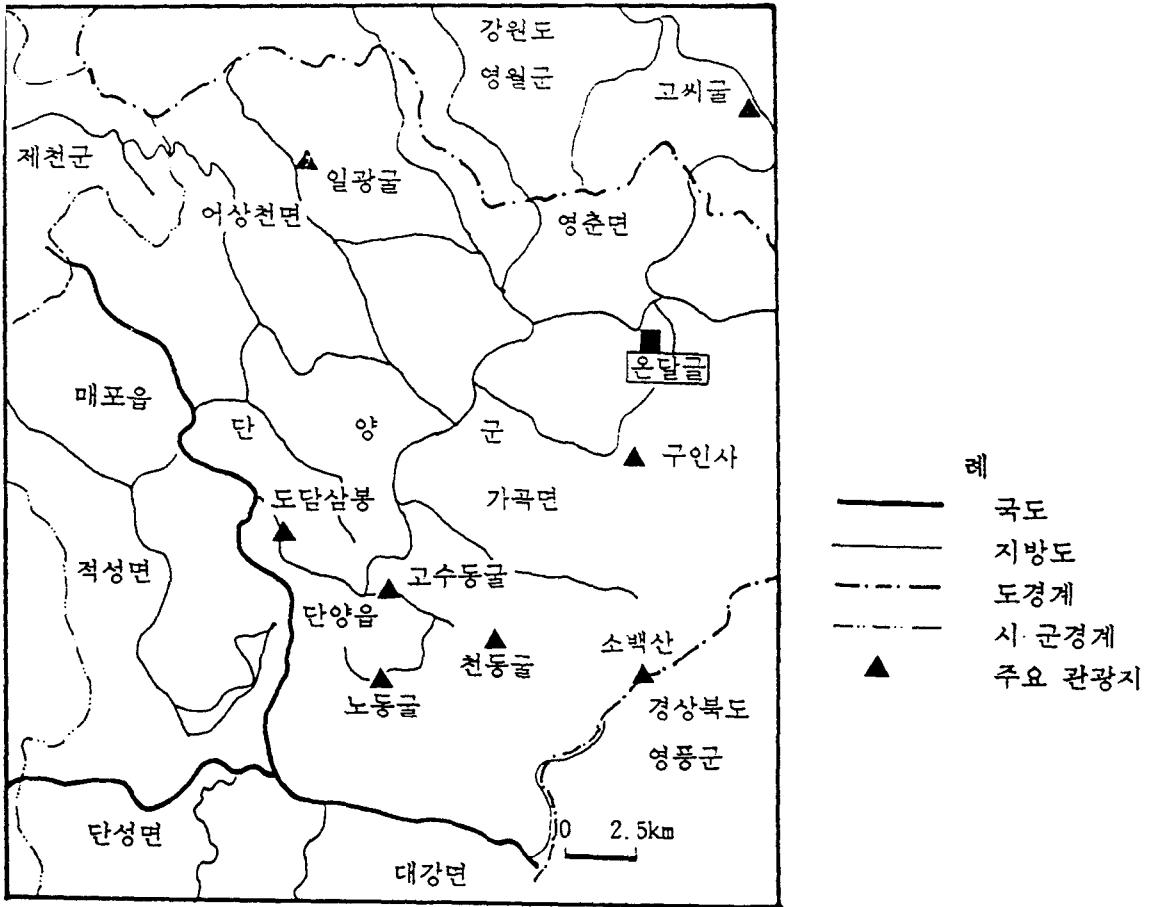 강원도
영월군
고씨굴
제천군
일광굴
어상천면
영춘면
온달글
매포읍
단 양 군
구인사
도담삼봉
가곡면
적성면
고수동굴
단양읍
천동굴
소백산
노동굴
경상북도
영풍군
단성면
0 2.5km
대강면
례
국도
지방도
도경계
시·군경계
주요 관광지